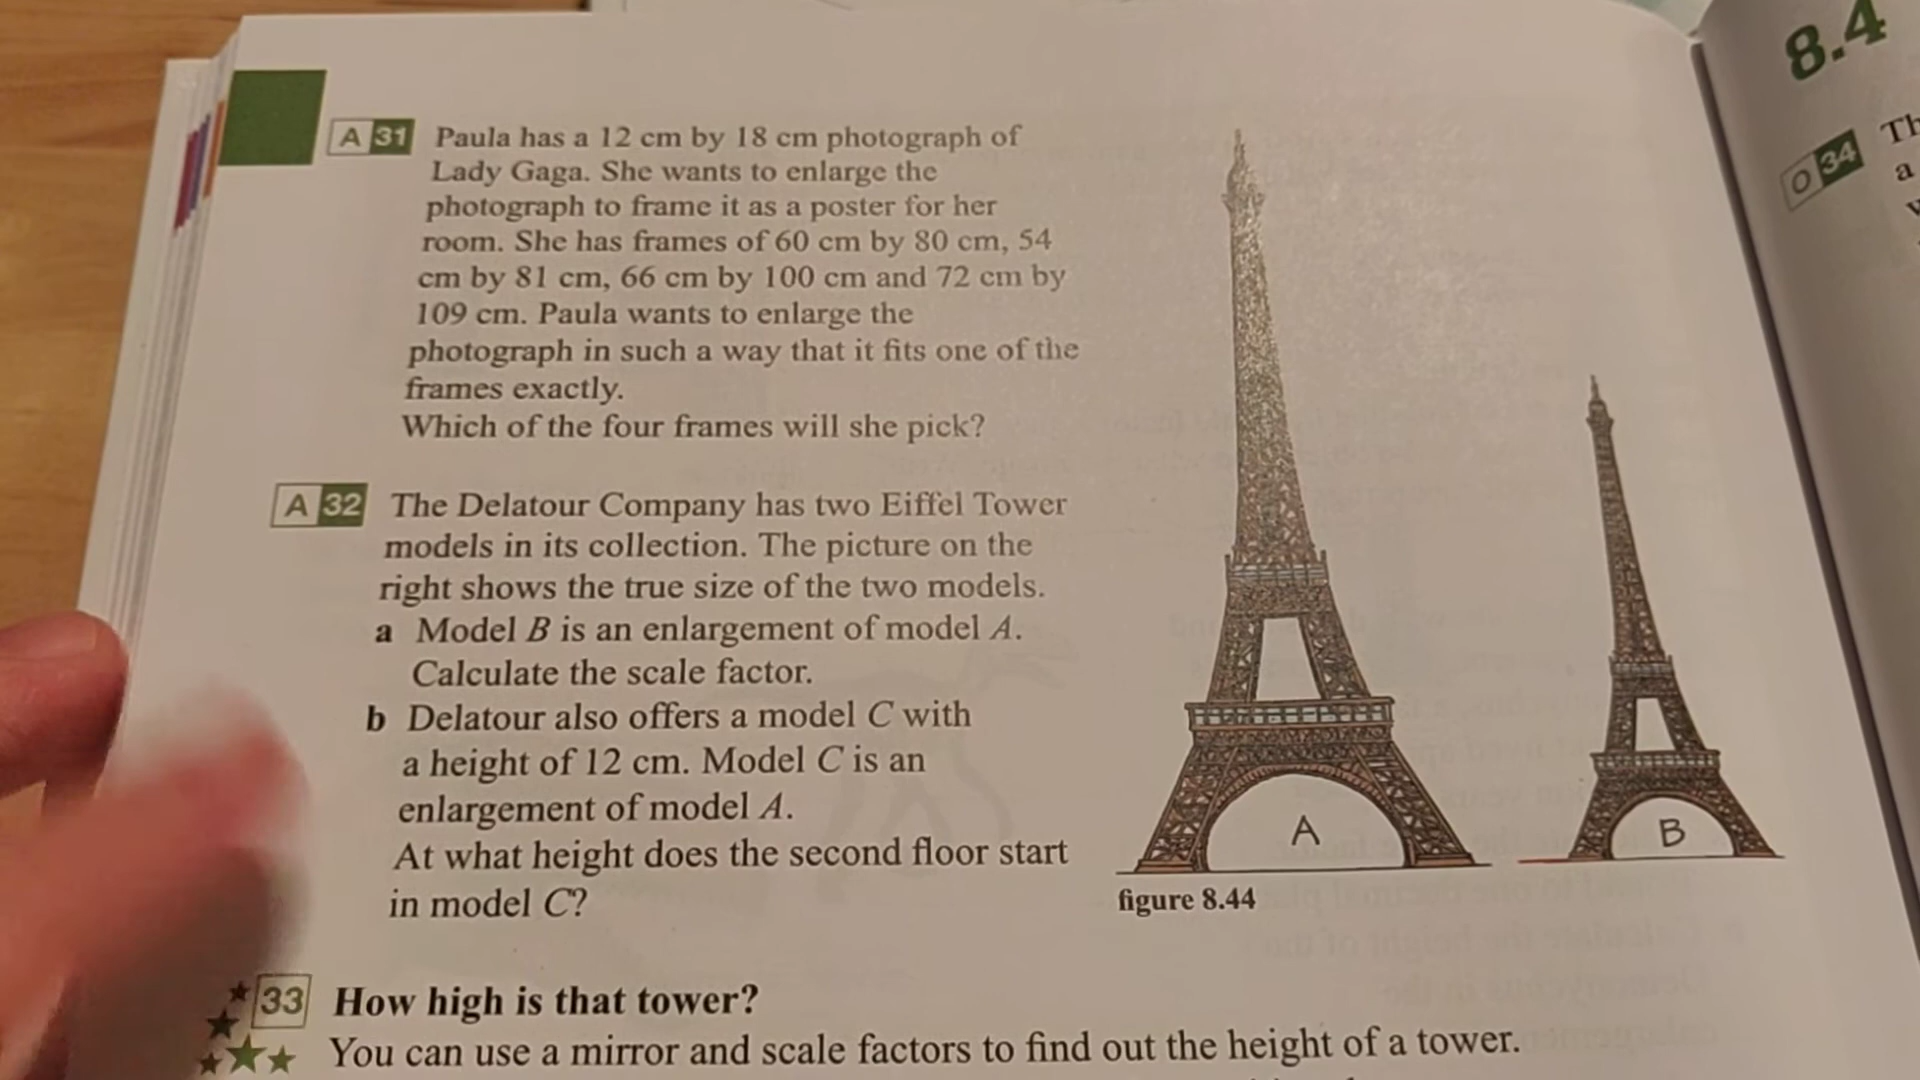 8.4
A 31 Paula has a 12 cm by 18 cm photograph of
Lady Gaga. She wants to enlarge the
photograph to frame it as a poster for her
room. She has frames of 60 cm by 80 cm, 54
cm by 81 cm, 66 cm by 100 cm and 72 cm by
109 cm. Paula wants to enlarge the
photograph in such a way that it fits one of the
frames exactly.
Which of the four frames will she pick?
A 32 The Delatour Company has two Eiffel Tower
models in its collection. The picture on the
right shows the true size of the two models.
a Model B is an enlargement of model A.
Calculate the scale factor.
b Delatour also offers a model C with
a height of 12 cm. Model C is an
enlargement of model A.
At what height does the second floor start
in model C?
A
B
figure 8.44
33 How high is that tower?
You can use a mirror and scale factors to find out the height of a tower.
O 34
a